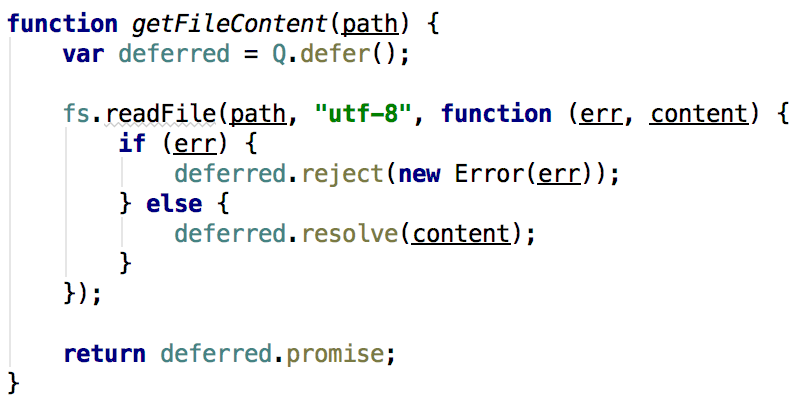 function getFileContent(path) {
    var deferred = Q.defer();

    fs.readFile(path, "utf-8", function (err, content) {
        if (err) {
            deferred.reject(new Error(err));
        } else {
            deferred.resolve(content);
        }
    });

    return deferred.promise;
}